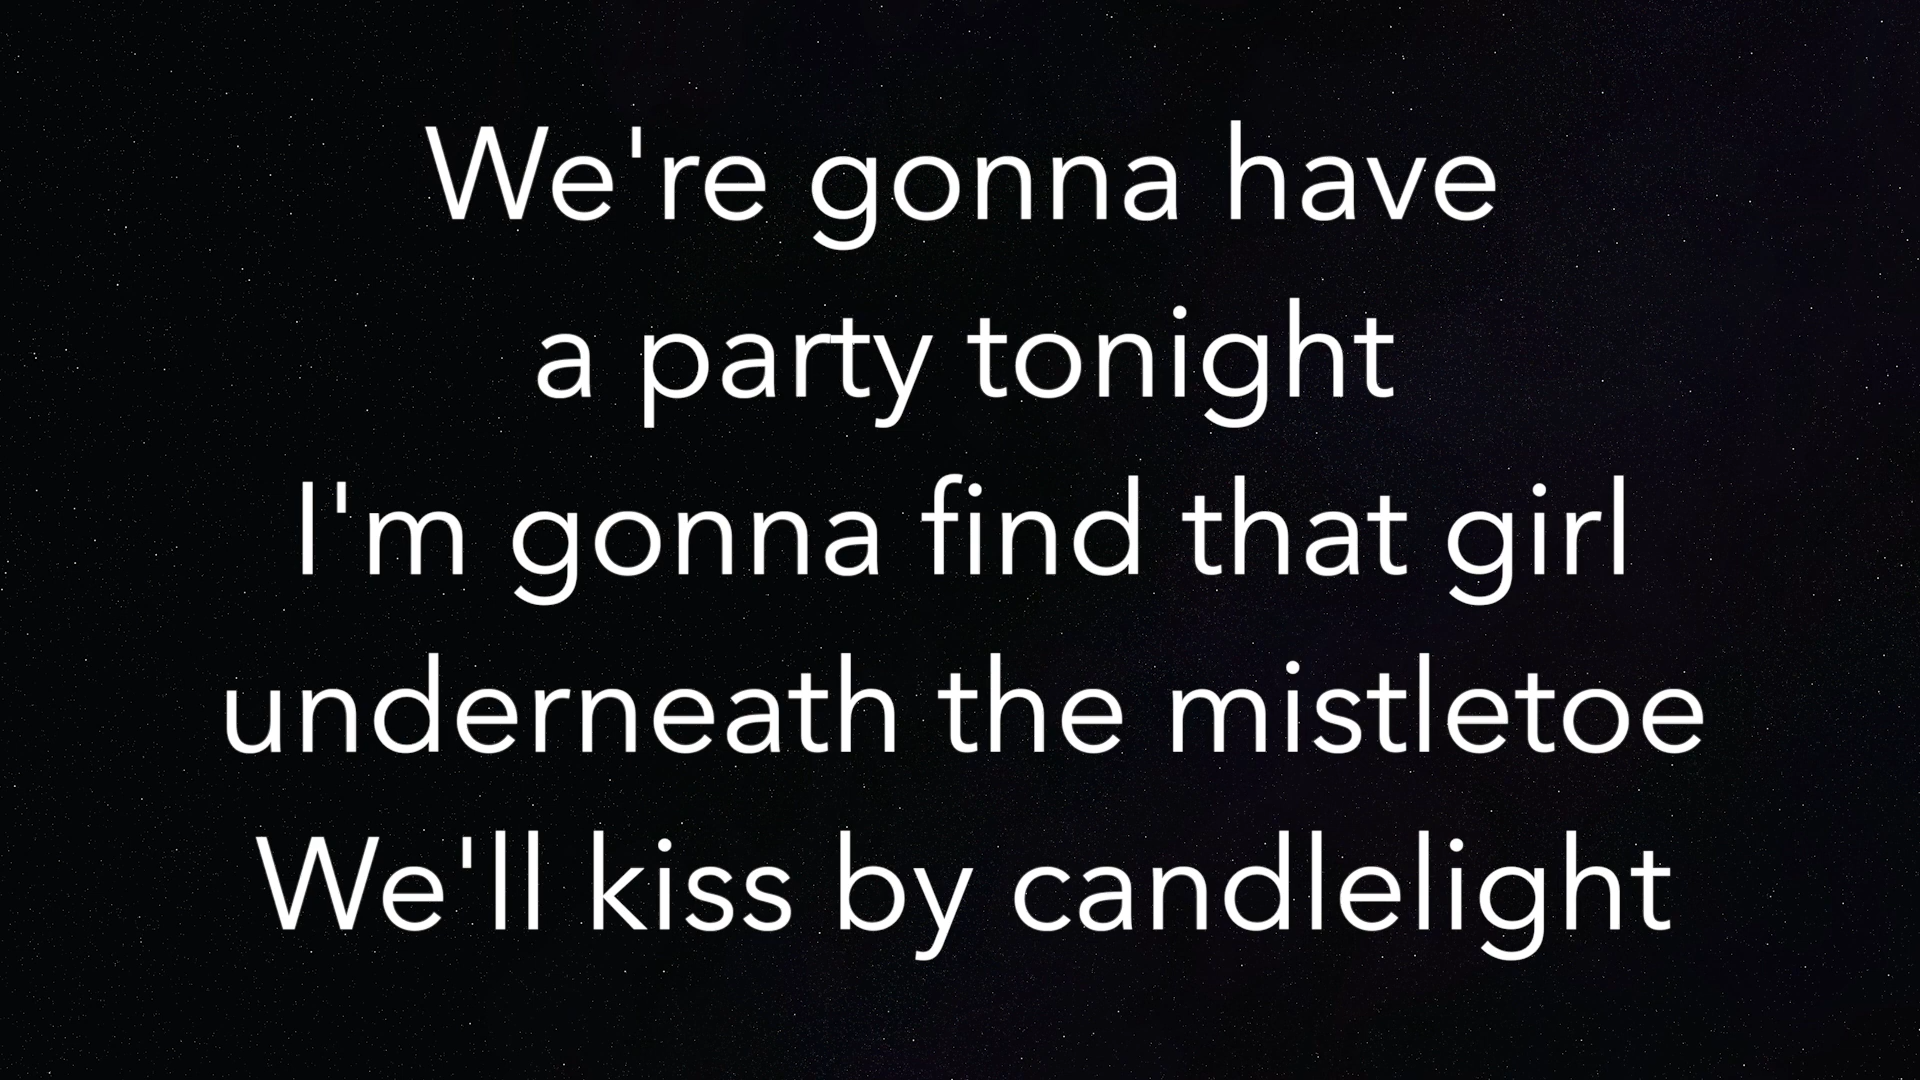 We're gonna have
a party tonight
I'm gonna find that girl
underneath the mistletoe
We'll kiss by candlelight